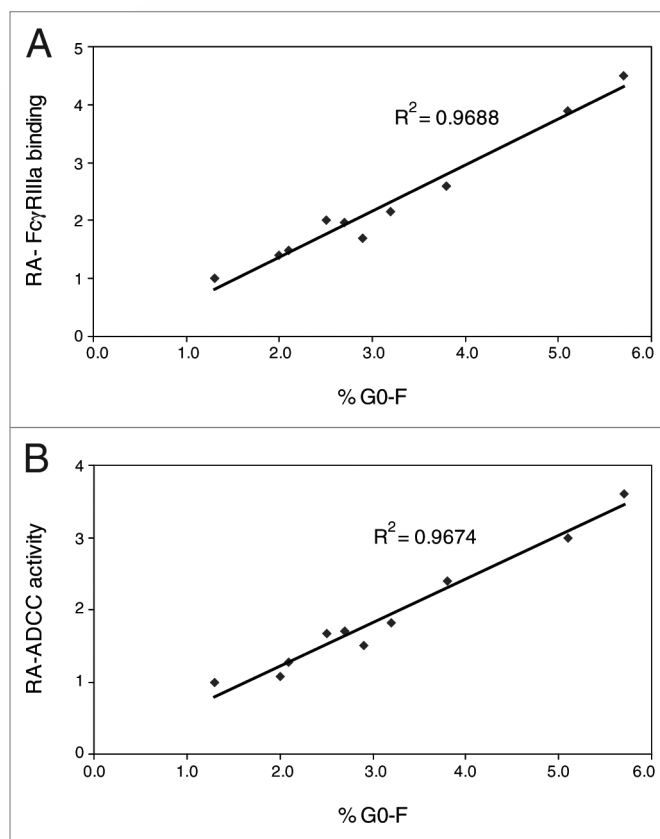 A
5
4
3
2
1
0
RA- FcγRIIIa binding
R² = 0.9688
0.0 1.0 2.0 3.0 4.0 5.0 6.0
% G0-F
B
4
3
2
1
0
RA-ADCC activity
R² = 0.9674
0.0 1.0 2.0 3.0 4.0 5.0 6.0
% G0-F